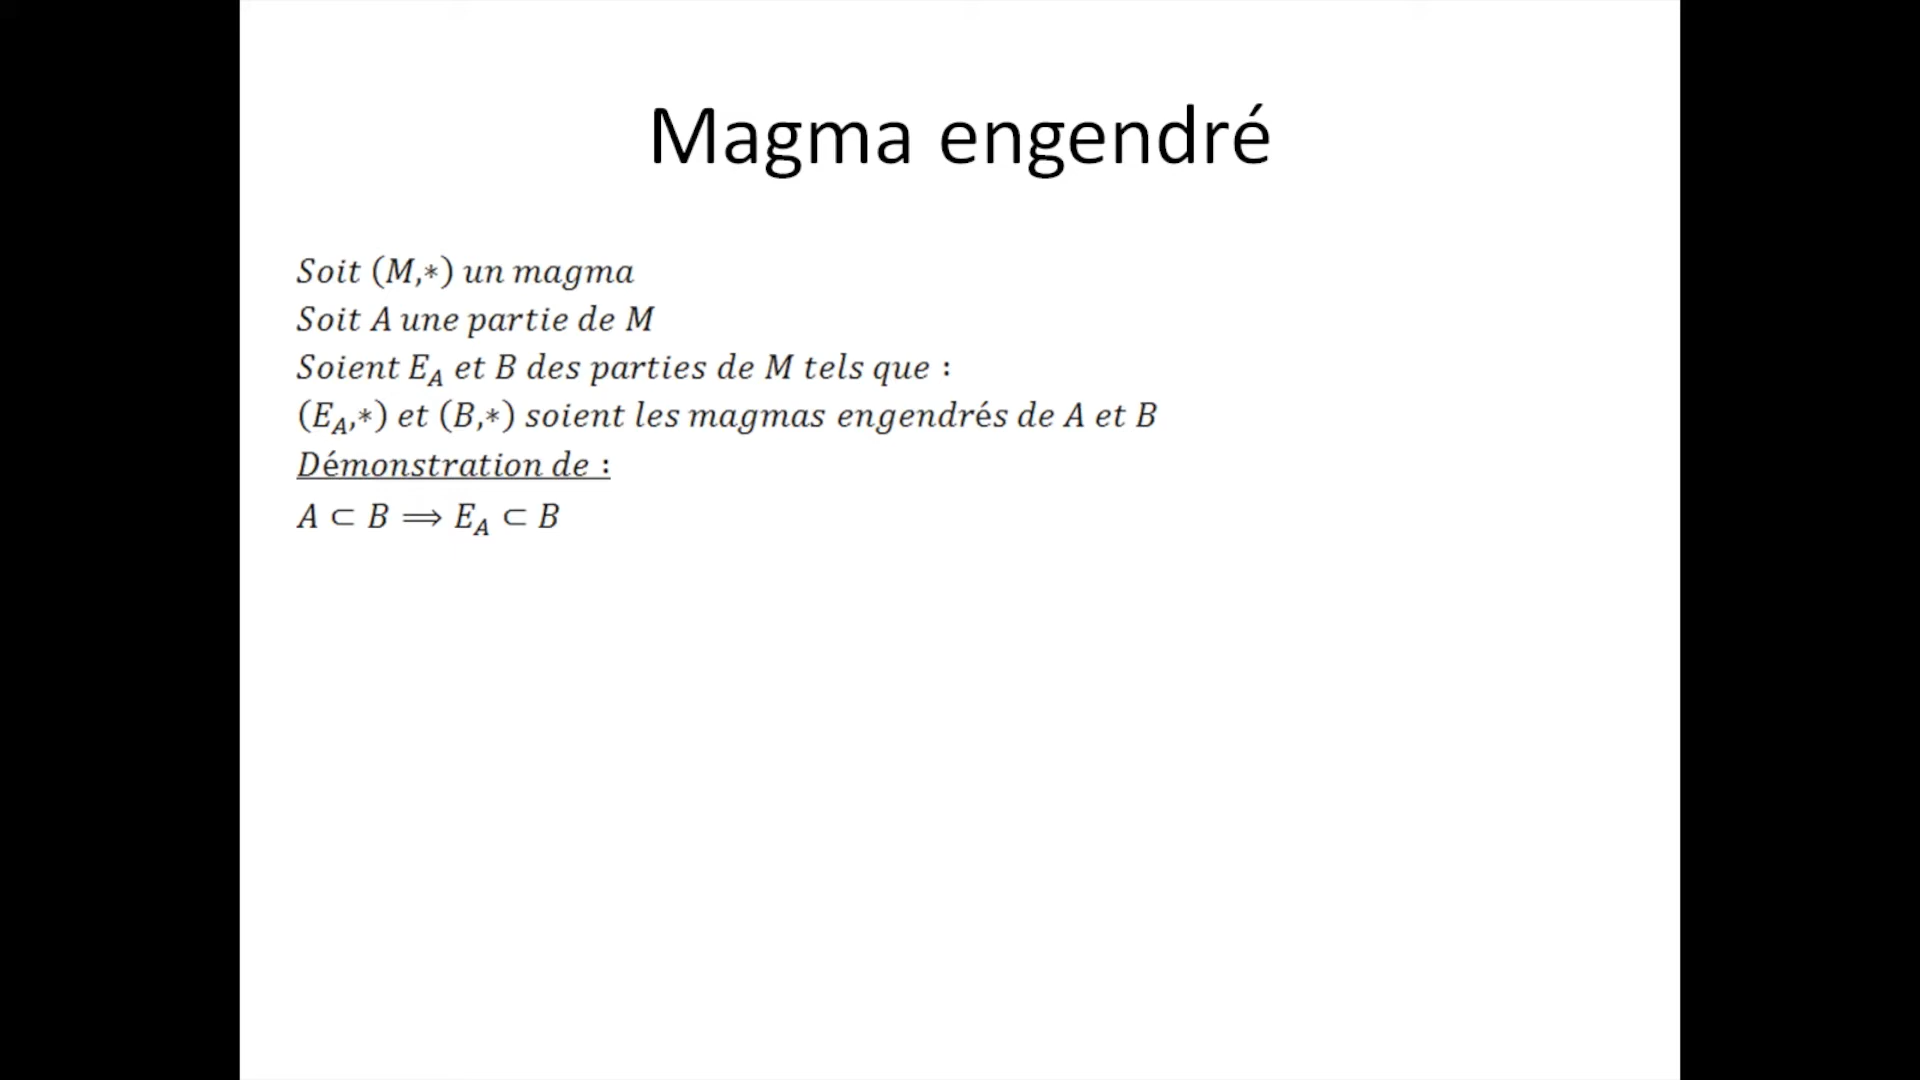 Magma engendré
Soit (M,*) un magma
Soit A une partie de M
Soient E_A et B des parties de M tels que :
(E_A,*) et (B,*) soient les magmas engendrés de A et B
Démonstration de :
A ⊂ B ⟹ E_A ⊂ B